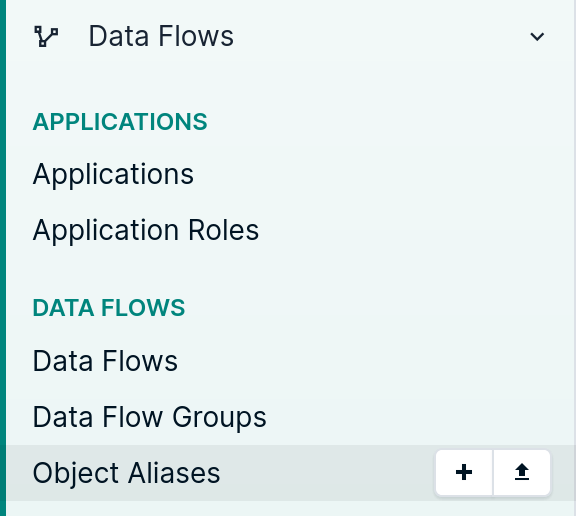 Data Flows
APPLICATIONS
Applications
Application Roles
DATA FLOWS
Data Flows
Data Flow Groups
Object Aliases